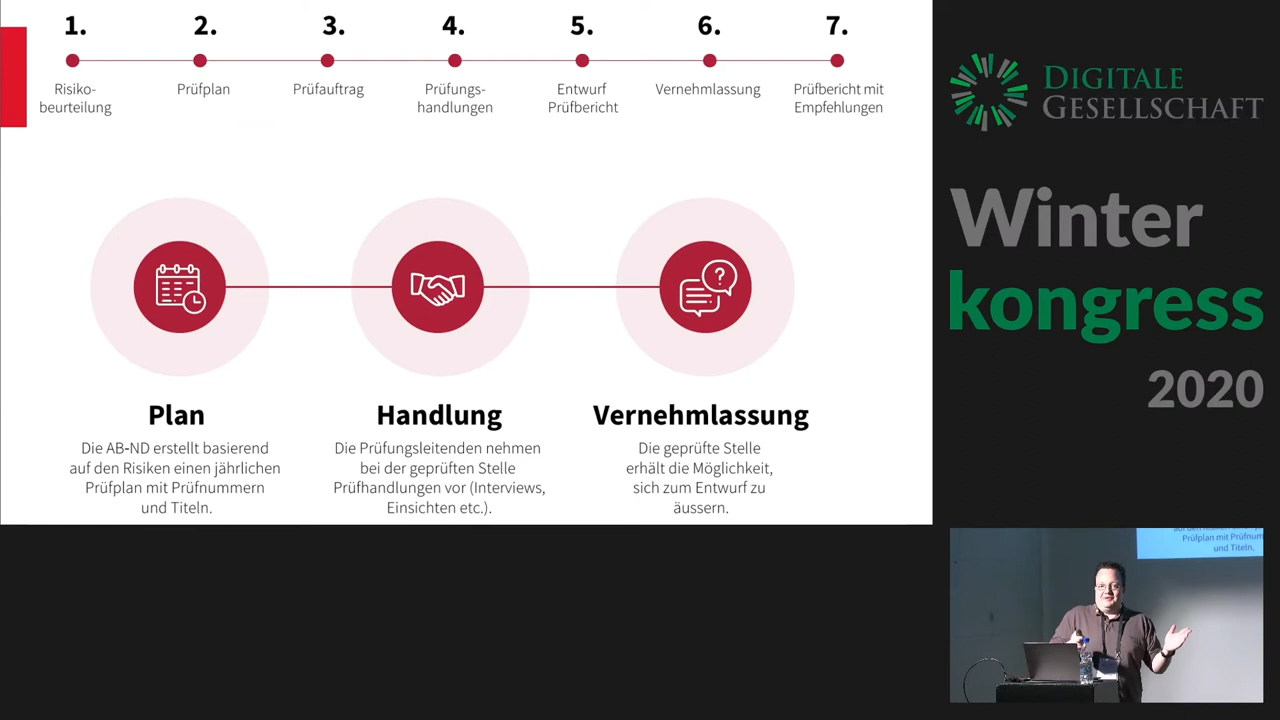 1.
2.
3.
4.
5.
6.
7.
Risiko-
beurteilung
Prüfplan
Prüfauftrag
Prüfungs-
handlungen
Entwurf
Prüfbericht
Vernehmlassung
Prüfbericht mit
Empfehlungen
?
Plan
Die AB-ND erstellt basierend
auf den Risiken einen jährlichen
Prüfplan mit Prüfnummern
und Titeln.
Handlung
Die Prüfungsleitenden nehmen
bei der geprüften Stelle
Prüfhandlungen vor (Interviews,
Einsichten etc.).
Vernehmlassung
Die geprüfte Stelle
erhält die Möglichkeit,
sich zum Entwurf zu
äussern.
DIGITALE
GESELLSCHAFT
Winter
kongress
2020
Prüfplan mit Prüfnum
und Titeln.